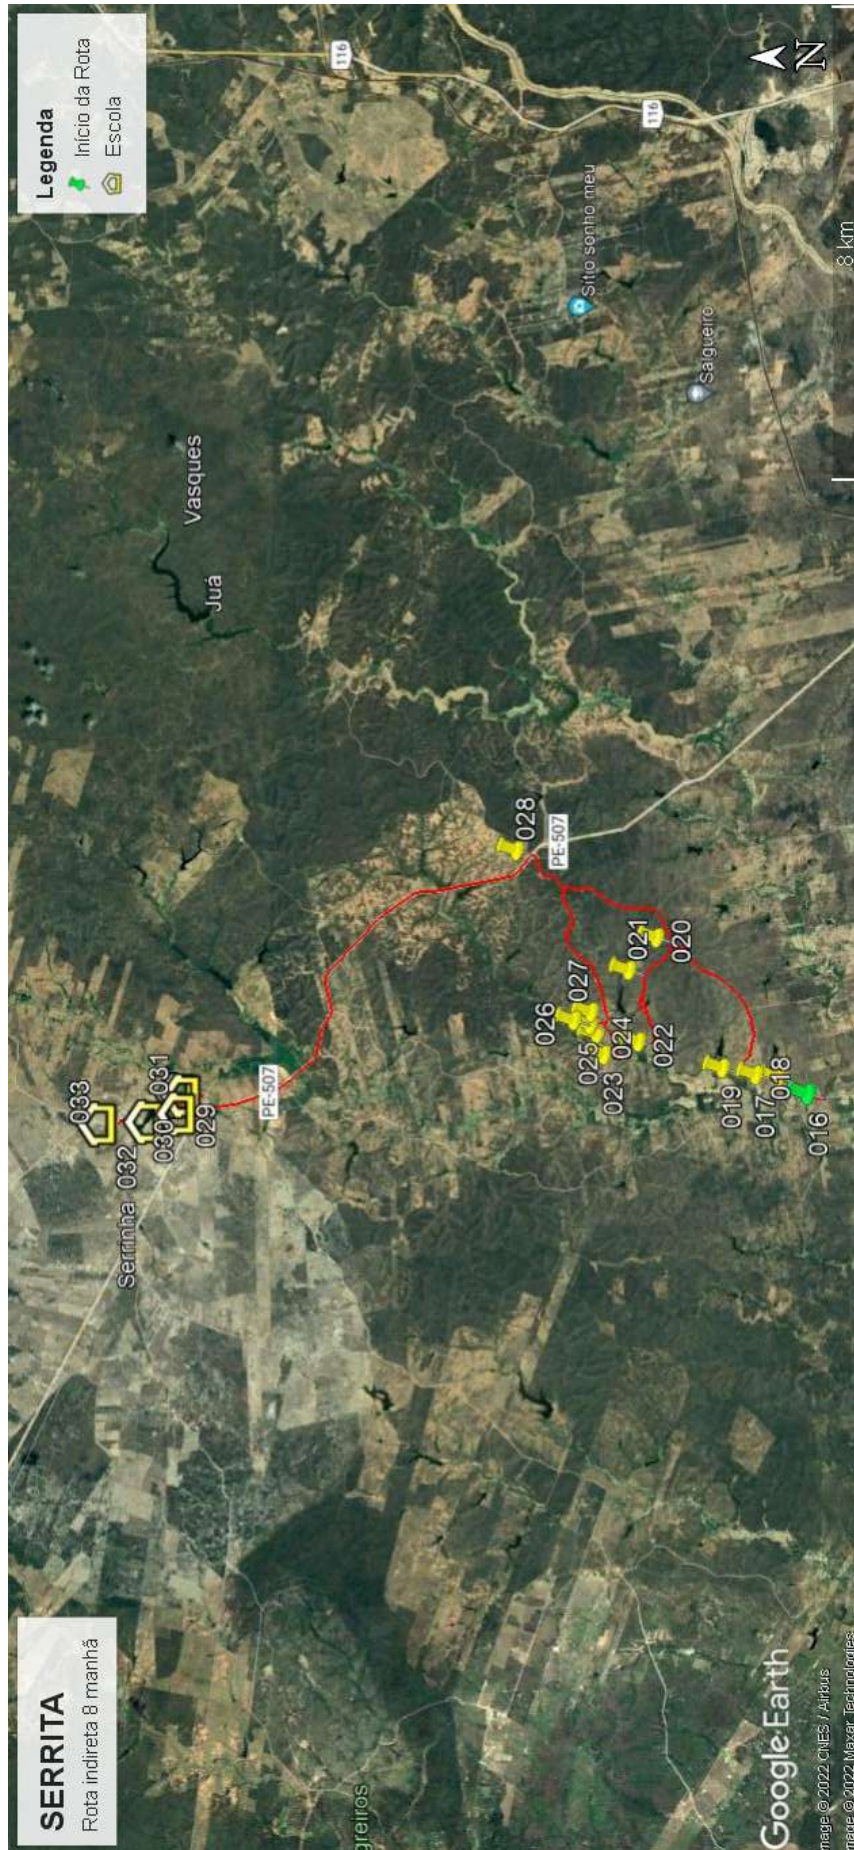 SERRITA
Rota indireta 8 manhã
Legenda
Início da Rota
Escola
116
116
Vasques
Juá
Sítio sonho meu
Salgueiro
033
032
Serrinha
031
030
029
PE-507
028
PE-507
027
026
025
024
023
022
021
020
019
018
017
016
greiros
N
8 km
Google Earth
Image © 2022 CNES / Airbus
Image © 2022 Maxar Technologies